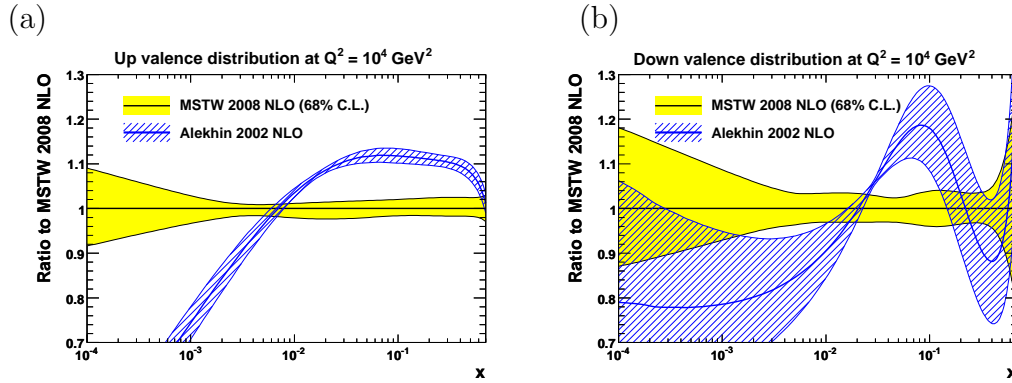 (a)
Up valence distribution at Q² = 10⁴ GeV²
Ratio to MSTW 2008 NLO
1.3
1.2
1.1
1
0.9
0.8
0.7
MSTW 2008 NLO (68% C.L.)
Alekhin 2002 NLO
10⁻⁴
10⁻³
10⁻²
10⁻¹
x
(b)
Down valence distribution at Q² = 10⁴ GeV²
Ratio to MSTW 2008 NLO
1.3
1.2
1.1
1
0.9
0.8
0.7
MSTW 2008 NLO (68% C.L.)
Alekhin 2002 NLO
10⁻⁴
10⁻³
10⁻²
10⁻¹
x